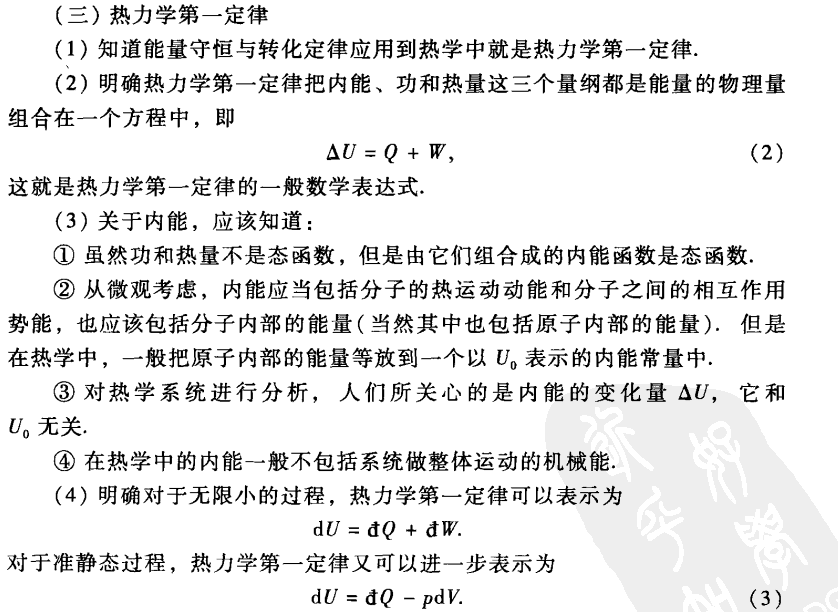 (三)热力学第一定律
(1)知道能量守恒与转化定律应用到热学中就是热力学第一定律.
(2)明确热力学第一定律把内能、功和热量这三个量纲都是能量的物理量
组合在一个方程中，即
ΔU = Q + W, (2)
这就是热力学第一定律的一般数学表达式.
(3)关于内能，应该知道：
① 虽然功和热量不是态函数，但是由它们组合成的内能函数是态函数.
② 从微观考虑，内能应当包括分子的热运动动能和分子之间的相互作用
势能，也应该包括分子内部的能量(当然其中也包括原子内部的能量). 但是
在热学中，一般把原子内部的能量等放到一个以 U₀ 表示的内能常量中.
③ 对热学系统进行分析，人们所关心的是内能的变化量 ΔU，它和
U₀ 无关.
④ 在热学中的内能一般不包括系统做整体运动的机械能.
(4)明确对于无限小的过程，热力学第一定律可以表示为
dU = đQ + đW.
对于准静态过程，热力学第一定律又可以进一步表示为
dU = đQ − pdV. (3)